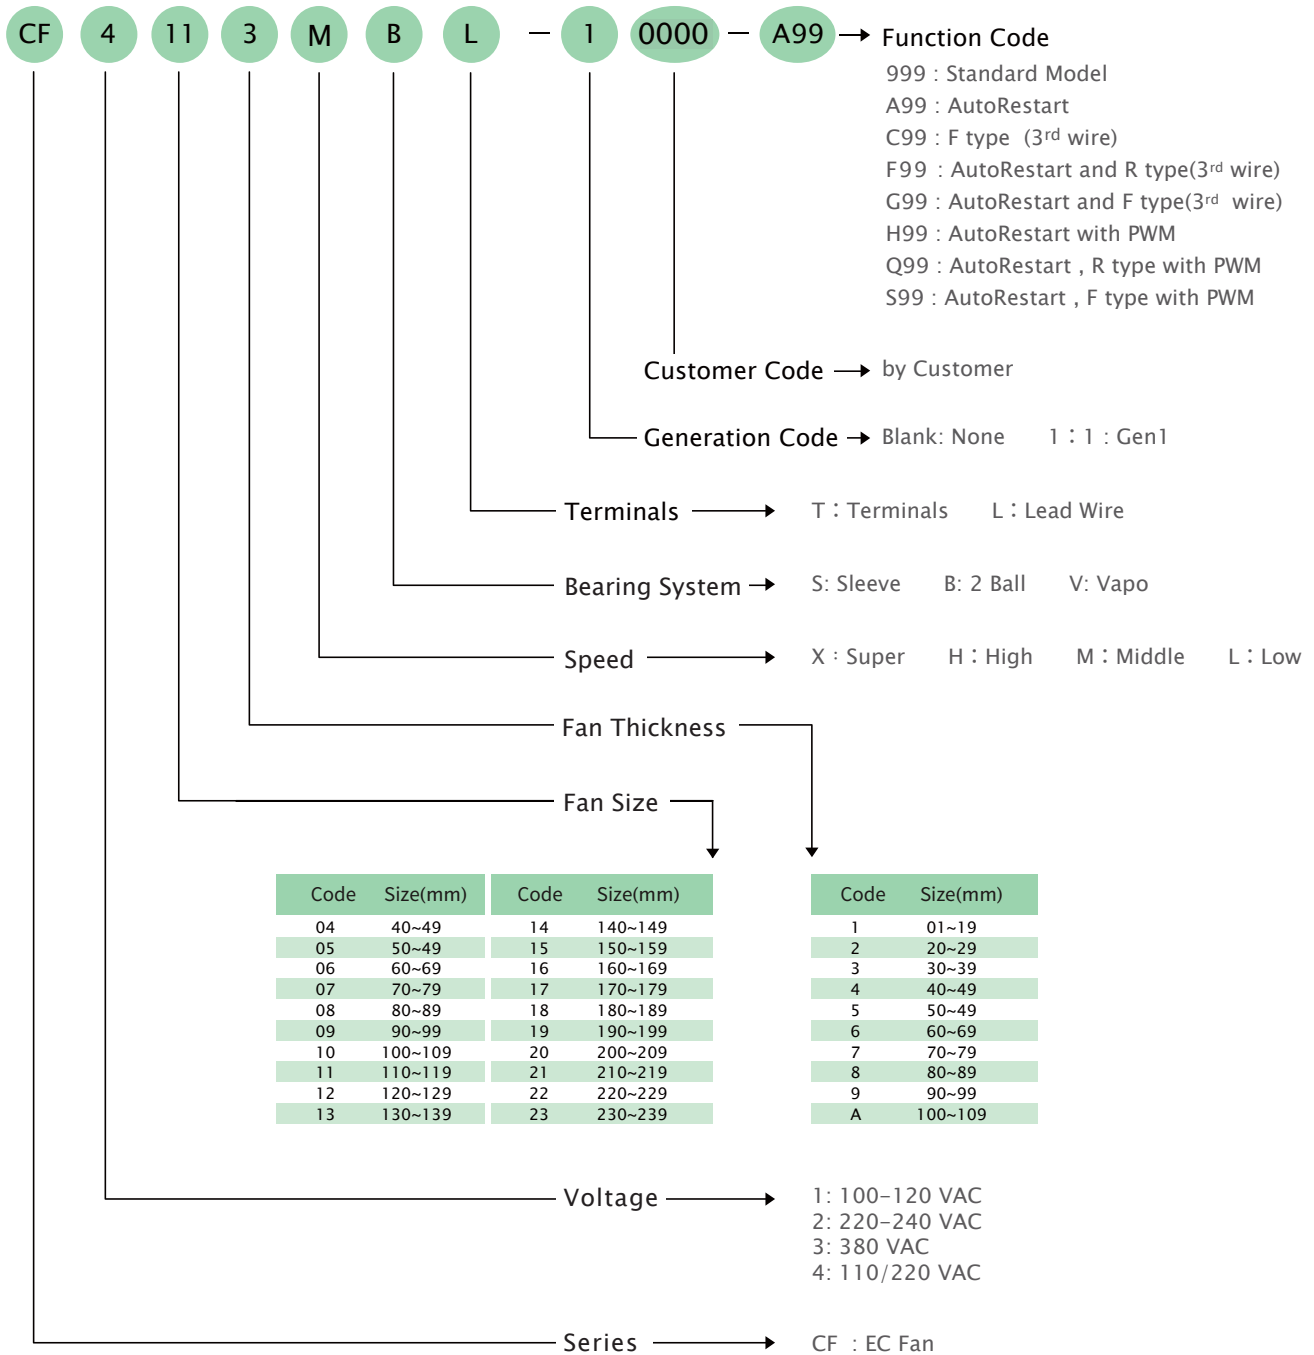 CF 4 11 3 M B L – 1 0000 – A99
Function Code
999 : Standard Model
A99 : AutoRestart
C99 : F type (3rd wire)
F99 : AutoRestart and R type(3rd wire)
G99 : AutoRestart and F type(3rd wire)
H99 : AutoRestart with PWM
Q99 : AutoRestart , R type with PWM
S99 : AutoRestart , F type with PWM
Customer Code by Customer
Generation Code Blank: None 1：1 : Gen1
Terminals T：Terminals L：Lead Wire
Bearing System S: Sleeve B: 2 Ball V: Vapo
Speed X：Super H：High M：Middle L：Low
Fan Thickness
Fan Size
Code Size(mm) Code Size(mm) Code Size(mm)
04 40~49 14 140~149 1 01~19
05 50~49 15 150~159 2 20~29
06 60~69 16 160~169 3 30~39
07 70~79 17 170~179 4 40~49
08 80~89 18 180~189 5 50~49
09 90~99 19 190~199 6 60~69
10 100~109 20 200~209 7 70~79
11 110~119 21 210~219 8 80~89
12 120~129 22 220~229 9 90~99
13 130~139 23 230~239 A 100~109
Voltage 1: 100–120 VAC
2: 220–240 VAC
3: 380 VAC
4: 110/220 VAC
Series CF : EC Fan